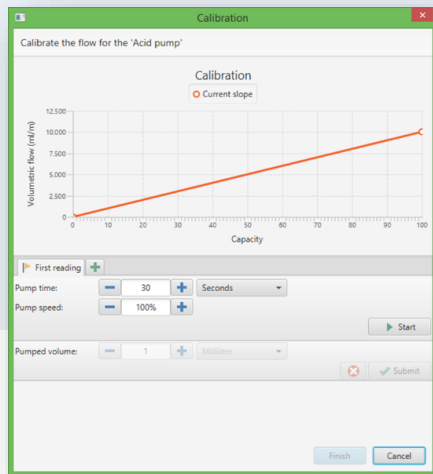 Calibration
Calibrate the flow for the 'Acid pump'
Calibration
Current slope
Volumetric flow (ml/m)
12.500
10.000
7.500
5.000
2.500
0
0 10 20 30 40 50 60 70 80 90 100
Capacity
First reading
Pump time: 30 Seconds
Pump speed: 100%
Start
Pumped volume: 1 Millilitre
Submit
Finish Cancel